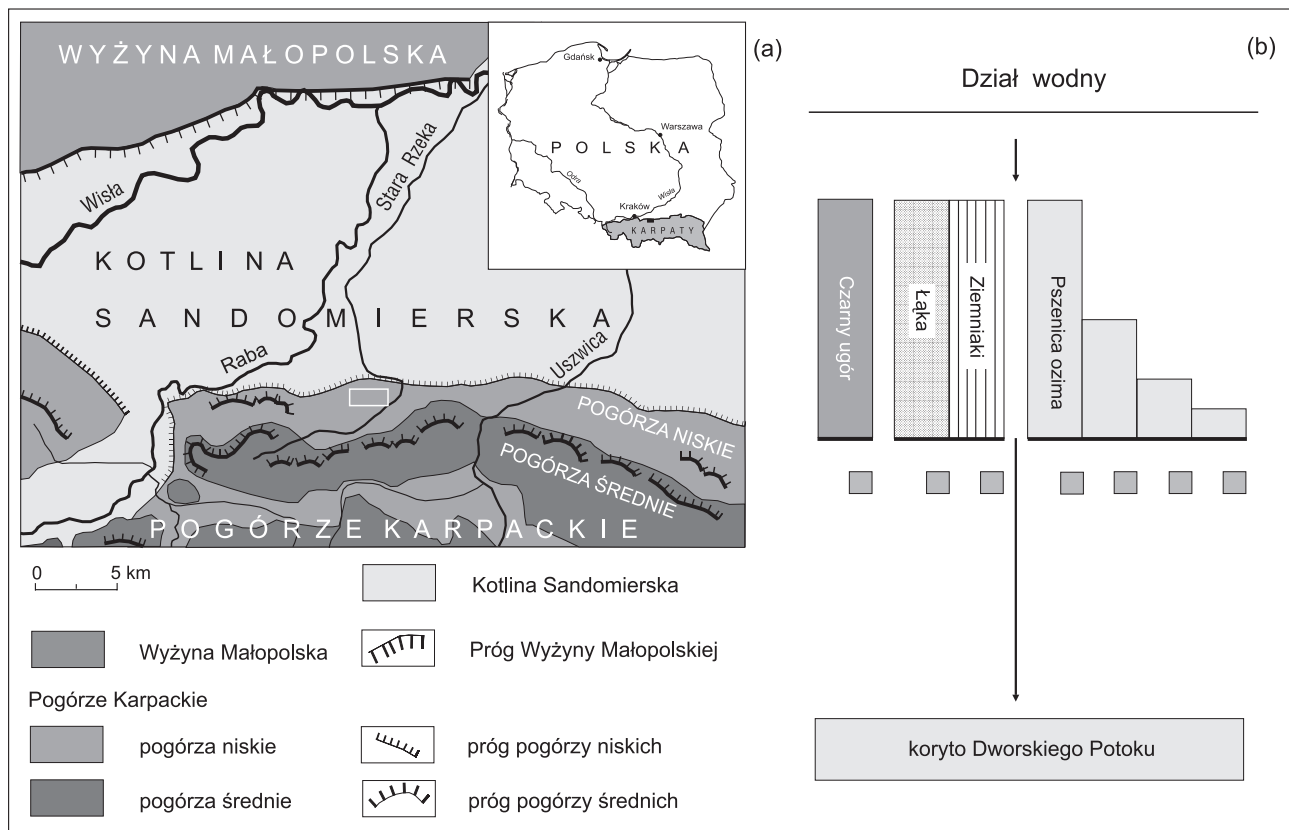 WYŻYNA MAŁOPOLSKA
Wisła
Stara Rzeka
KOTLINA
SANDOMIERSKA
Raba
Uszwica
POGÓRZA NISKIE
POGÓRZA ŚREDNIE
POGÓRZE KARPACKIE
Gdańsk
Warszawa
POLSKA
Odra
Wisła
Kraków
KARPATY
(a)
0 5 km
Kotlina Sandomierska
Wyżyna Małopolska
Próg Wyżyny Małopolskiej
Pogórze Karpackie
pogórza niskie
próg pogórzy niskich
pogórza średnie
próg pogórzy średnich
(b)
Dział wodny
Czarny ugór
Łąka
Ziemniaki
Pszenica ozima
koryto Dworskiego Potoku